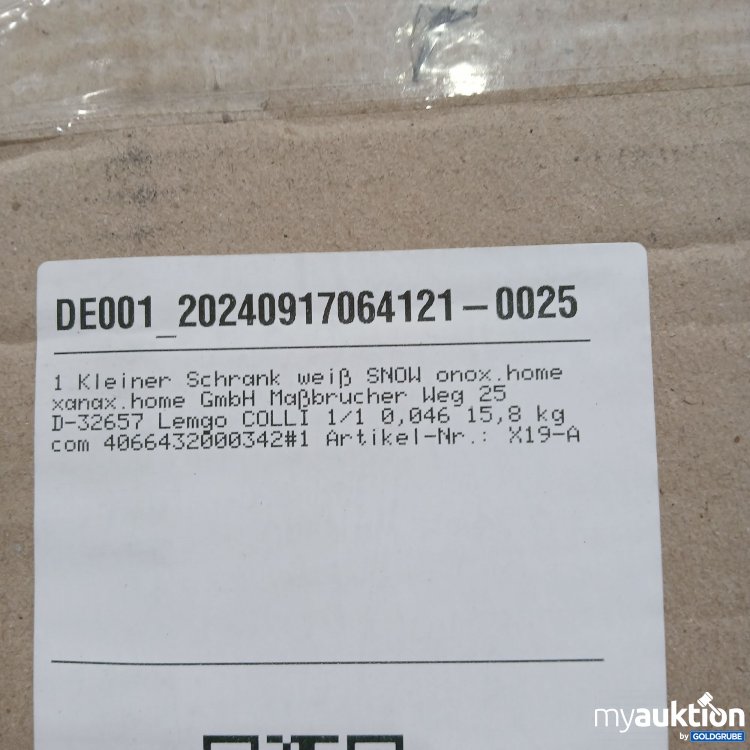 DE001_20240917064121-0025
1 Kleiner Schrank weiß SNOW onox.home
xanax.home GmbH Maßbrucher Weg 25
D-32657 Lemgo COLLI 1/1 0,046 15,8 kg
com 4066432000342#1 Artikel-Nr.: X19-A
myauktion
by GOLDGRUBE